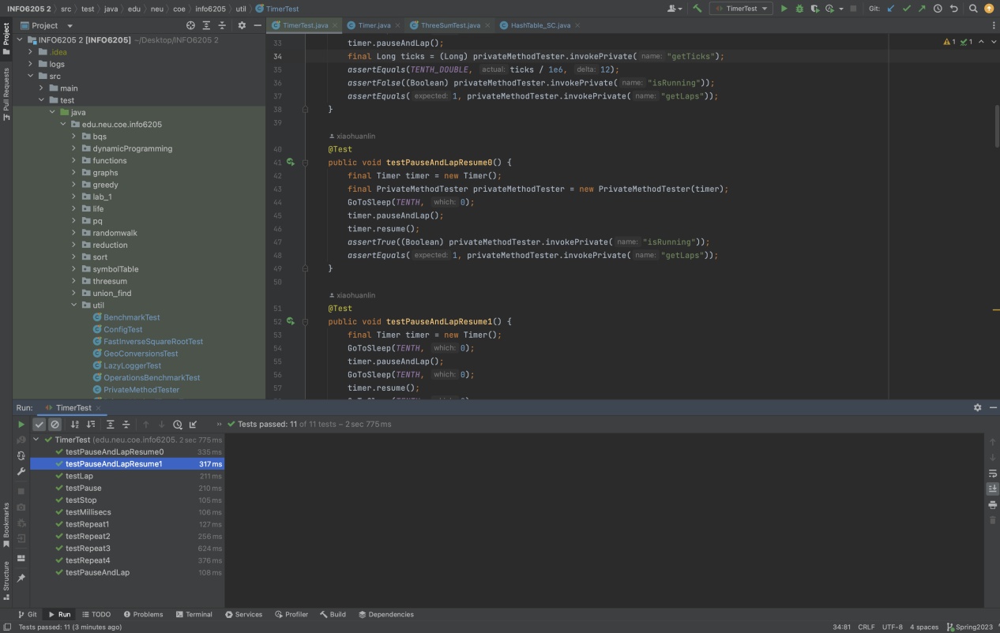 INFO6205 2 › src › test › java › edu › neu › coe › info6205 › util › TimerTest
TimerTest
Git:
Project
TimerTest.java
Timer.java
ThreeSumTest.java
HashTable_SC.java
Project
Pull Requests
Bookmarks
Structure
INFO6205 2 [INFO6205] ~/Desktop/INFO6205 2
.idea
logs
src
main
test
java
edu.neu.coe.info6205
bqs
dynamicProgramming
functions
graphs
greedy
lab_1
life
pq
randomwalk
reduction
sort
symbolTable
threesum
union_find
util
BenchmarkTest
ConfigTest
FastInverseSquareRootTest
GeoConversionsTest
LazyLoggerTest
OperationsBenchmarkTest
PrivateMethodTester
1 1
33 timer.pauseAndLap();
34 final Long ticks = (Long) privateMethodTester.invokePrivate( name: "getTicks");
35 assertEquals(TENTH_DOUBLE, actual: ticks / 1e6, delta: 12);
36 assertFalse((Boolean) privateMethodTester.invokePrivate( name: "isRunning"));
37 assertEquals( expected: 1, privateMethodTester.invokePrivate( name: "getLaps"));
38 }
39
xiaohuanlin
40 @Test
41 public void testPauseAndLapResume0() {
42 final Timer timer = new Timer();
43 final PrivateMethodTester privateMethodTester = new PrivateMethodTester(timer);
44 GoToSleep(TENTH, which: 0);
45 timer.pauseAndLap();
46 timer.resume();
47 assertTrue((Boolean) privateMethodTester.invokePrivate( name: "isRunning"));
48 assertEquals( expected: 1, privateMethodTester.invokePrivate( name: "getLaps"));
49 }
50
xiaohuanlin
51 @Test
52 public void testPauseAndLapResume1() {
53 final Timer timer = new Timer();
54 GoToSleep(TENTH, which: 0);
55 timer.pauseAndLap();
56 GoToSleep(TENTH, which: 0);
57 timer.resume();
Run: TimerTest
Tests passed: 11 of 11 tests – 2 sec 775 ms
TimerTest (edu.neu.coe.info6205. 2 sec 775 ms
testPauseAndLapResume0 335 ms
testPauseAndLapResume1 317 ms
testLap 211 ms
testPause 210 ms
testStop 105 ms
testMillisecs 106 ms
testRepeat1 127 ms
testRepeat2 256 ms
testRepeat3 624 ms
testRepeat4 376 ms
testPauseAndLap 108 ms
Git Run TODO Problems Terminal Services Profiler Build Dependencies
Tests passed: 11 (3 minutes ago)
34:81 CRLF UTF-8 4 spaces Spring2023